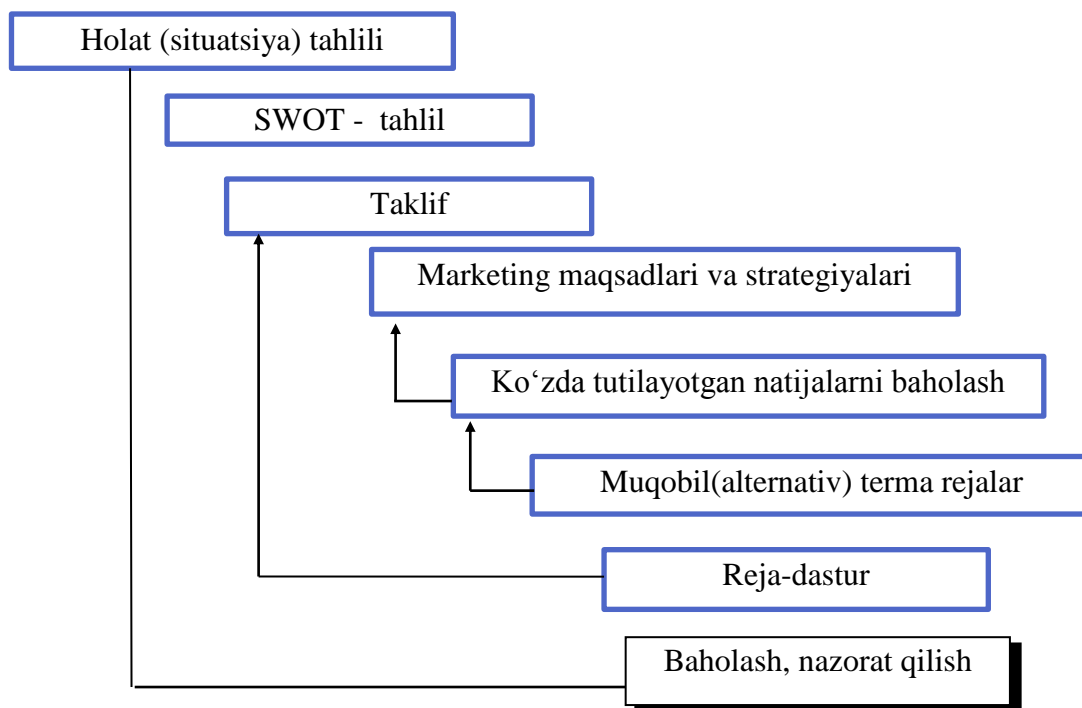 Holat (situatsiya) tahlili
SWOT - tahlil
Taklif
Marketing maqsadlari va strategiyalari
Ko‘zda tutilayotgan natijalarni baholash
Muqobil(alternativ) terma rejalar
Reja-dastur
Baholash, nazorat qilish